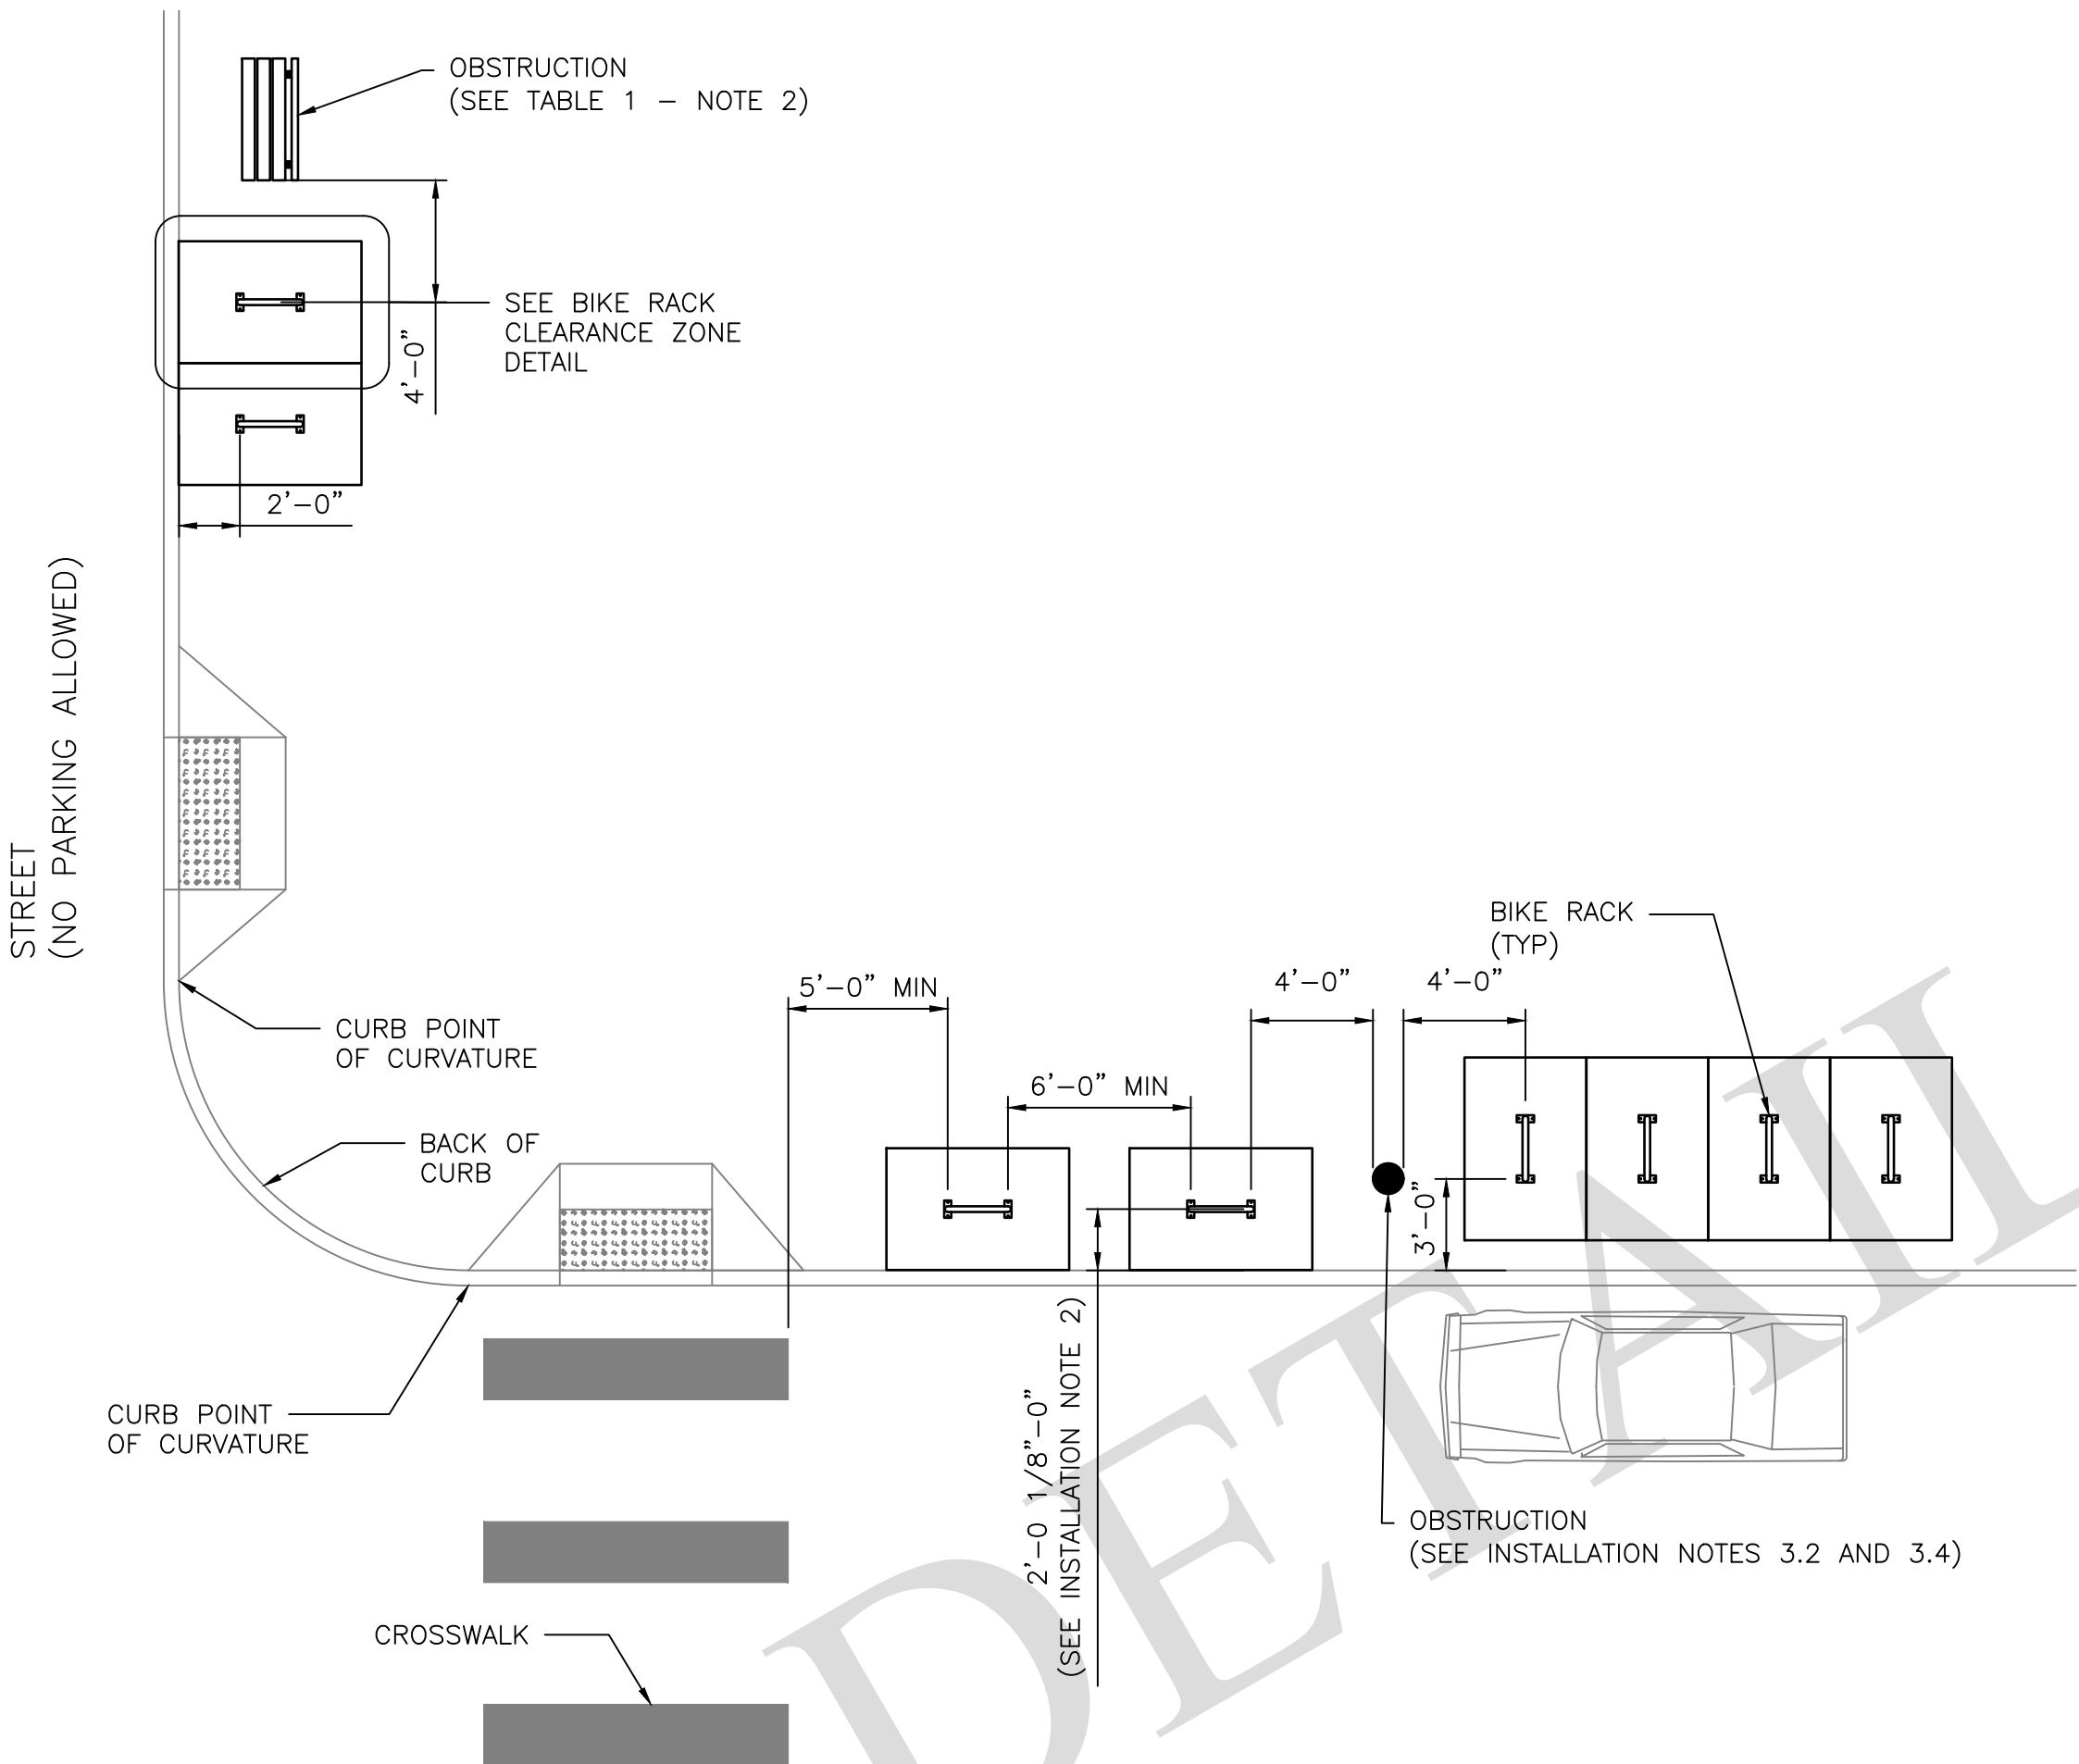 OBSTRUCTION
(SEE TABLE 1 – NOTE 2)
SEE BIKE RACK
CLEARANCE ZONE
DETAIL
4'–0"
2'–0"
STREET
(NO PARKING ALLOWED)
CURB POINT
OF CURVATURE
BACK OF
CURB
5'–0" MIN
6'–0" MIN
4'–0"
4'–0"
BIKE RACK
(TYP)
3'–0"
CURB POINT
OF CURVATURE
2'–0 1/8"–0"
(SEE INSTALLATION NOTE 2)
OBSTRUCTION
(SEE INSTALLATION NOTES 3.2 AND 3.4)
CROSSWALK
DETAIL